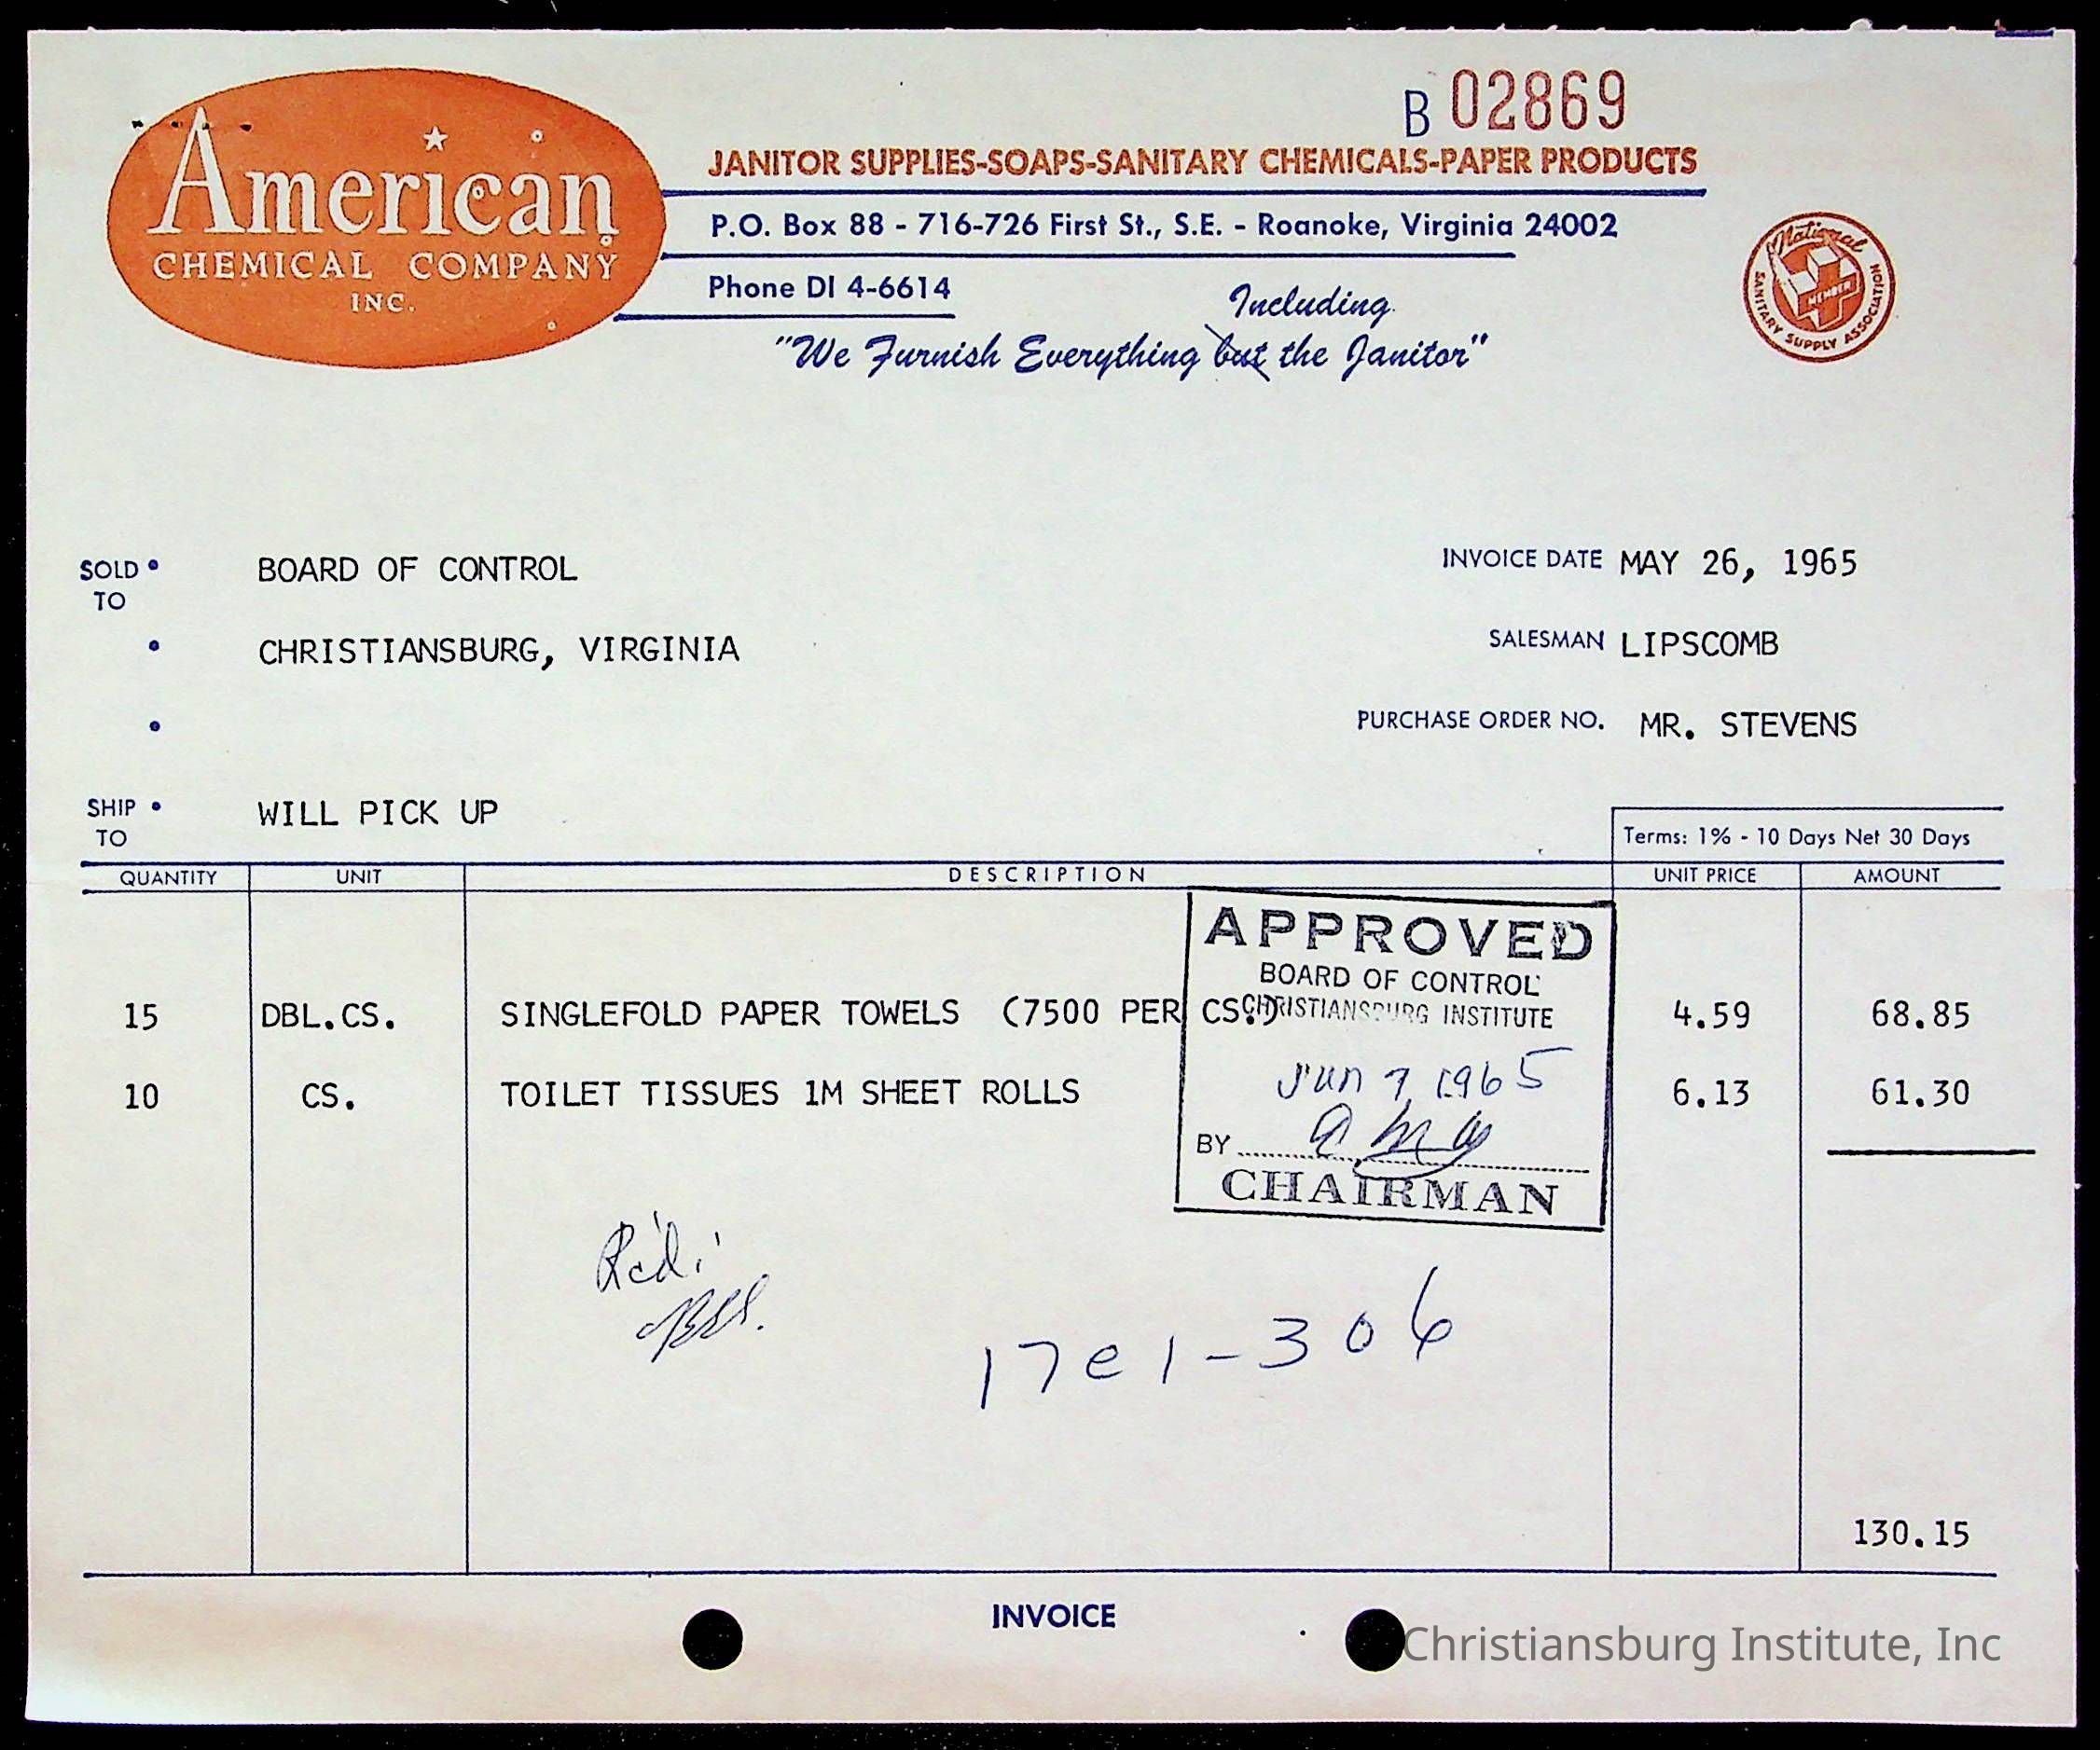 B 02869
American
CHEMICAL COMPANY
INC.
JANITOR SUPPLIES-SOAPS-SANITARY CHEMICALS-PAPER PRODUCTS
P.O. Box 88 - 716-726 First St., S.E. - Roanoke, Virginia 24002
Phone DI 4-6614
Including
"We Furnish Everything but the Janitor"
National
MEMBER
SANITARY SUPPLY ASSOCIATION
SOLD TO
BOARD OF CONTROL
INVOICE DATE MAY 26, 1965
CHRISTIANSBURG, VIRGINIA
SALESMAN LIPSCOMB
PURCHASE ORDER NO. MR. STEVENS
SHIP TO
WILL PICK UP
Terms: 1% - 10 Days Net 30 Days
QUANTITY UNIT DESCRIPTION UNIT PRICE AMOUNT
APPROVED
BOARD OF CONTROL
CHRISTIANSBURG INSTITUTE
15 DBL.CS. SINGLEFOLD PAPER TOWELS (7500 PER CS.) 4.59 68.85
Jun 7 1965
10 CS. TOILET TISSUES 1M SHEET ROLLS 6.13 61.30
BY
CHAIRMAN
17e1-306
130.15
INVOICE
Christiansburg Institute, Inc